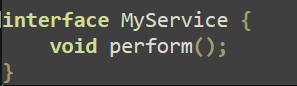 interface MyService {
    void perform();
}